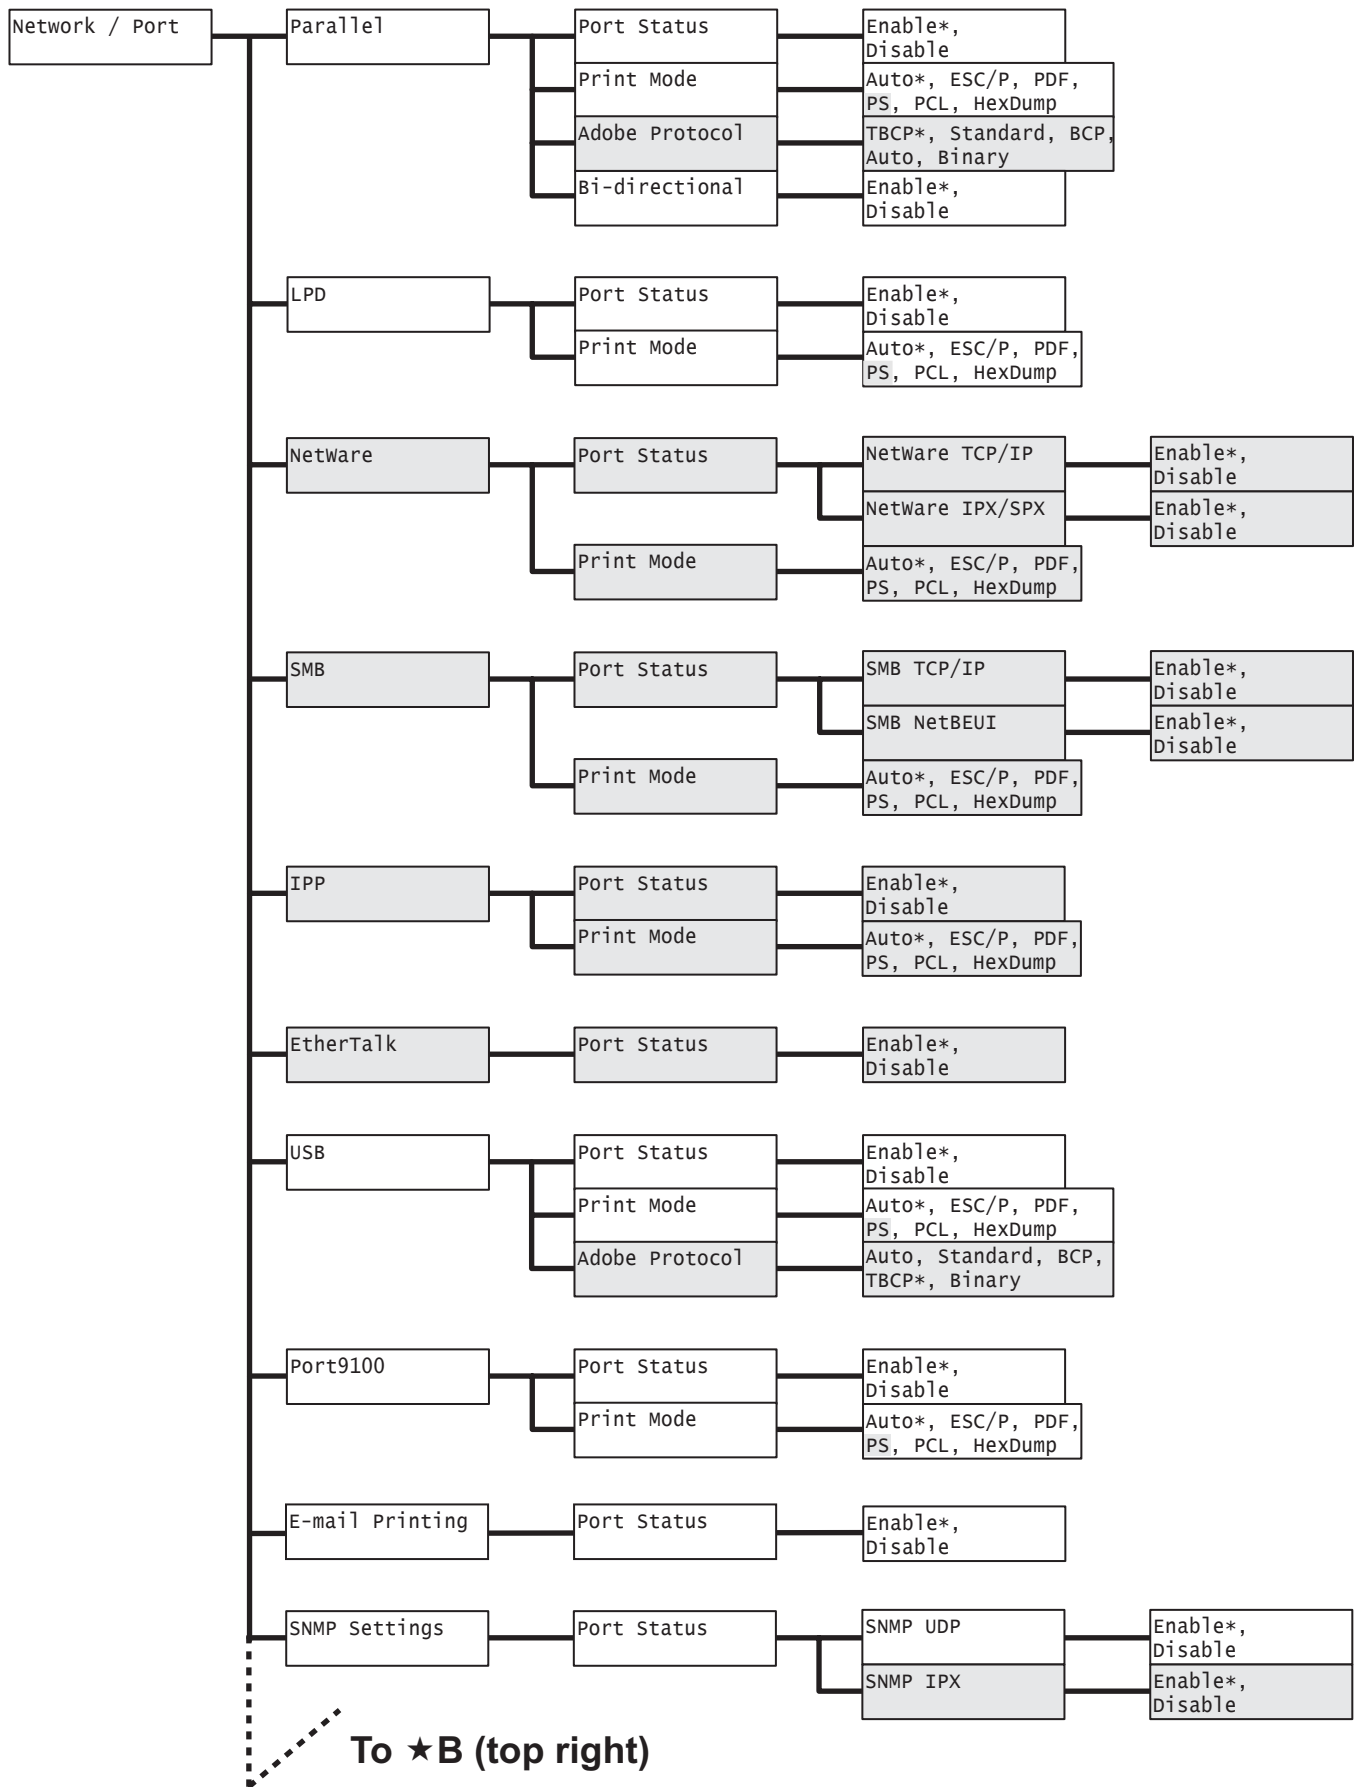 Network / Port
Parallel
Port Status
Enable*,
Disable
Print Mode
Auto*, ESC/P, PDF,
PS, PCL, HexDump
Adobe Protocol
TBCP*, Standard, BCP,
Auto, Binary
Bi-directional
Enable*,
Disable
LPD
Port Status
Enable*,
Disable
Print Mode
Auto*, ESC/P, PDF,
PS, PCL, HexDump
NetWare
Port Status
NetWare TCP/IP
Enable*,
Disable
NetWare IPX/SPX
Enable*,
Disable
Print Mode
Auto*, ESC/P, PDF,
PS, PCL, HexDump
SMB
Port Status
SMB TCP/IP
Enable*,
Disable
SMB NetBEUI
Enable*,
Disable
Print Mode
Auto*, ESC/P, PDF,
PS, PCL, HexDump
IPP
Port Status
Enable*,
Disable
Print Mode
Auto*, ESC/P, PDF,
PS, PCL, HexDump
EtherTalk
Port Status
Enable*,
Disable
USB
Port Status
Enable*,
Disable
Print Mode
Auto*, ESC/P, PDF,
PS, PCL, HexDump
Adobe Protocol
Auto, Standard, BCP,
TBCP*, Binary
Port9100
Port Status
Enable*,
Disable
Print Mode
Auto*, ESC/P, PDF,
PS, PCL, HexDump
E-mail Printing
Port Status
Enable*,
Disable
SNMP Settings
Port Status
SNMP UDP
Enable*,
Disable
SNMP IPX
Enable*,
Disable
To ★B (top right)